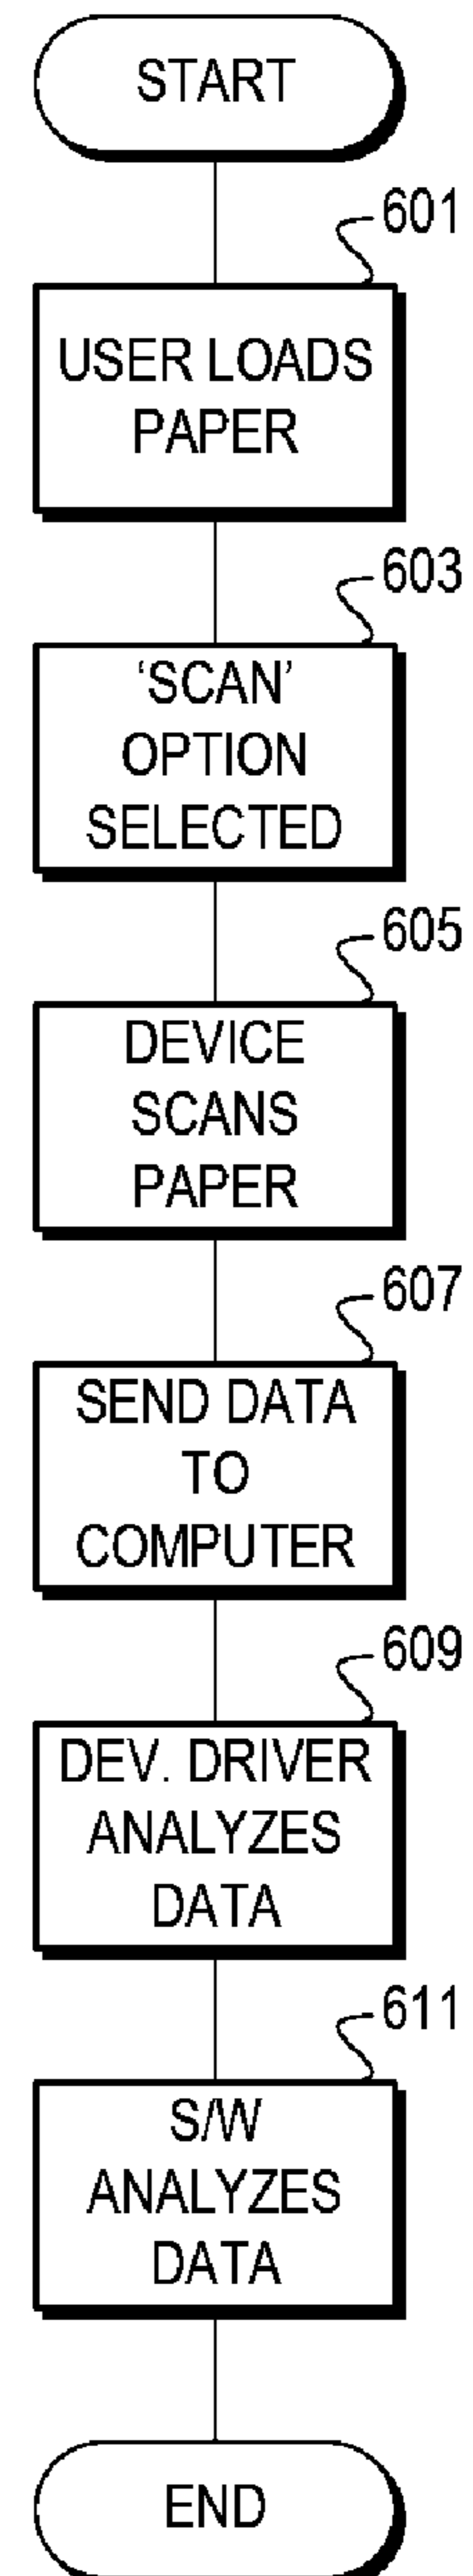 START
601
USER LOADS
PAPER
603
‘SCAN’
OPTION
SELECTED
605
DEVICE
SCANS
PAPER
607
SEND DATA
TO
COMPUTER
609
DEV. DRIVER
ANALYZES
DATA
611
S/W
ANALYZES
DATA
END